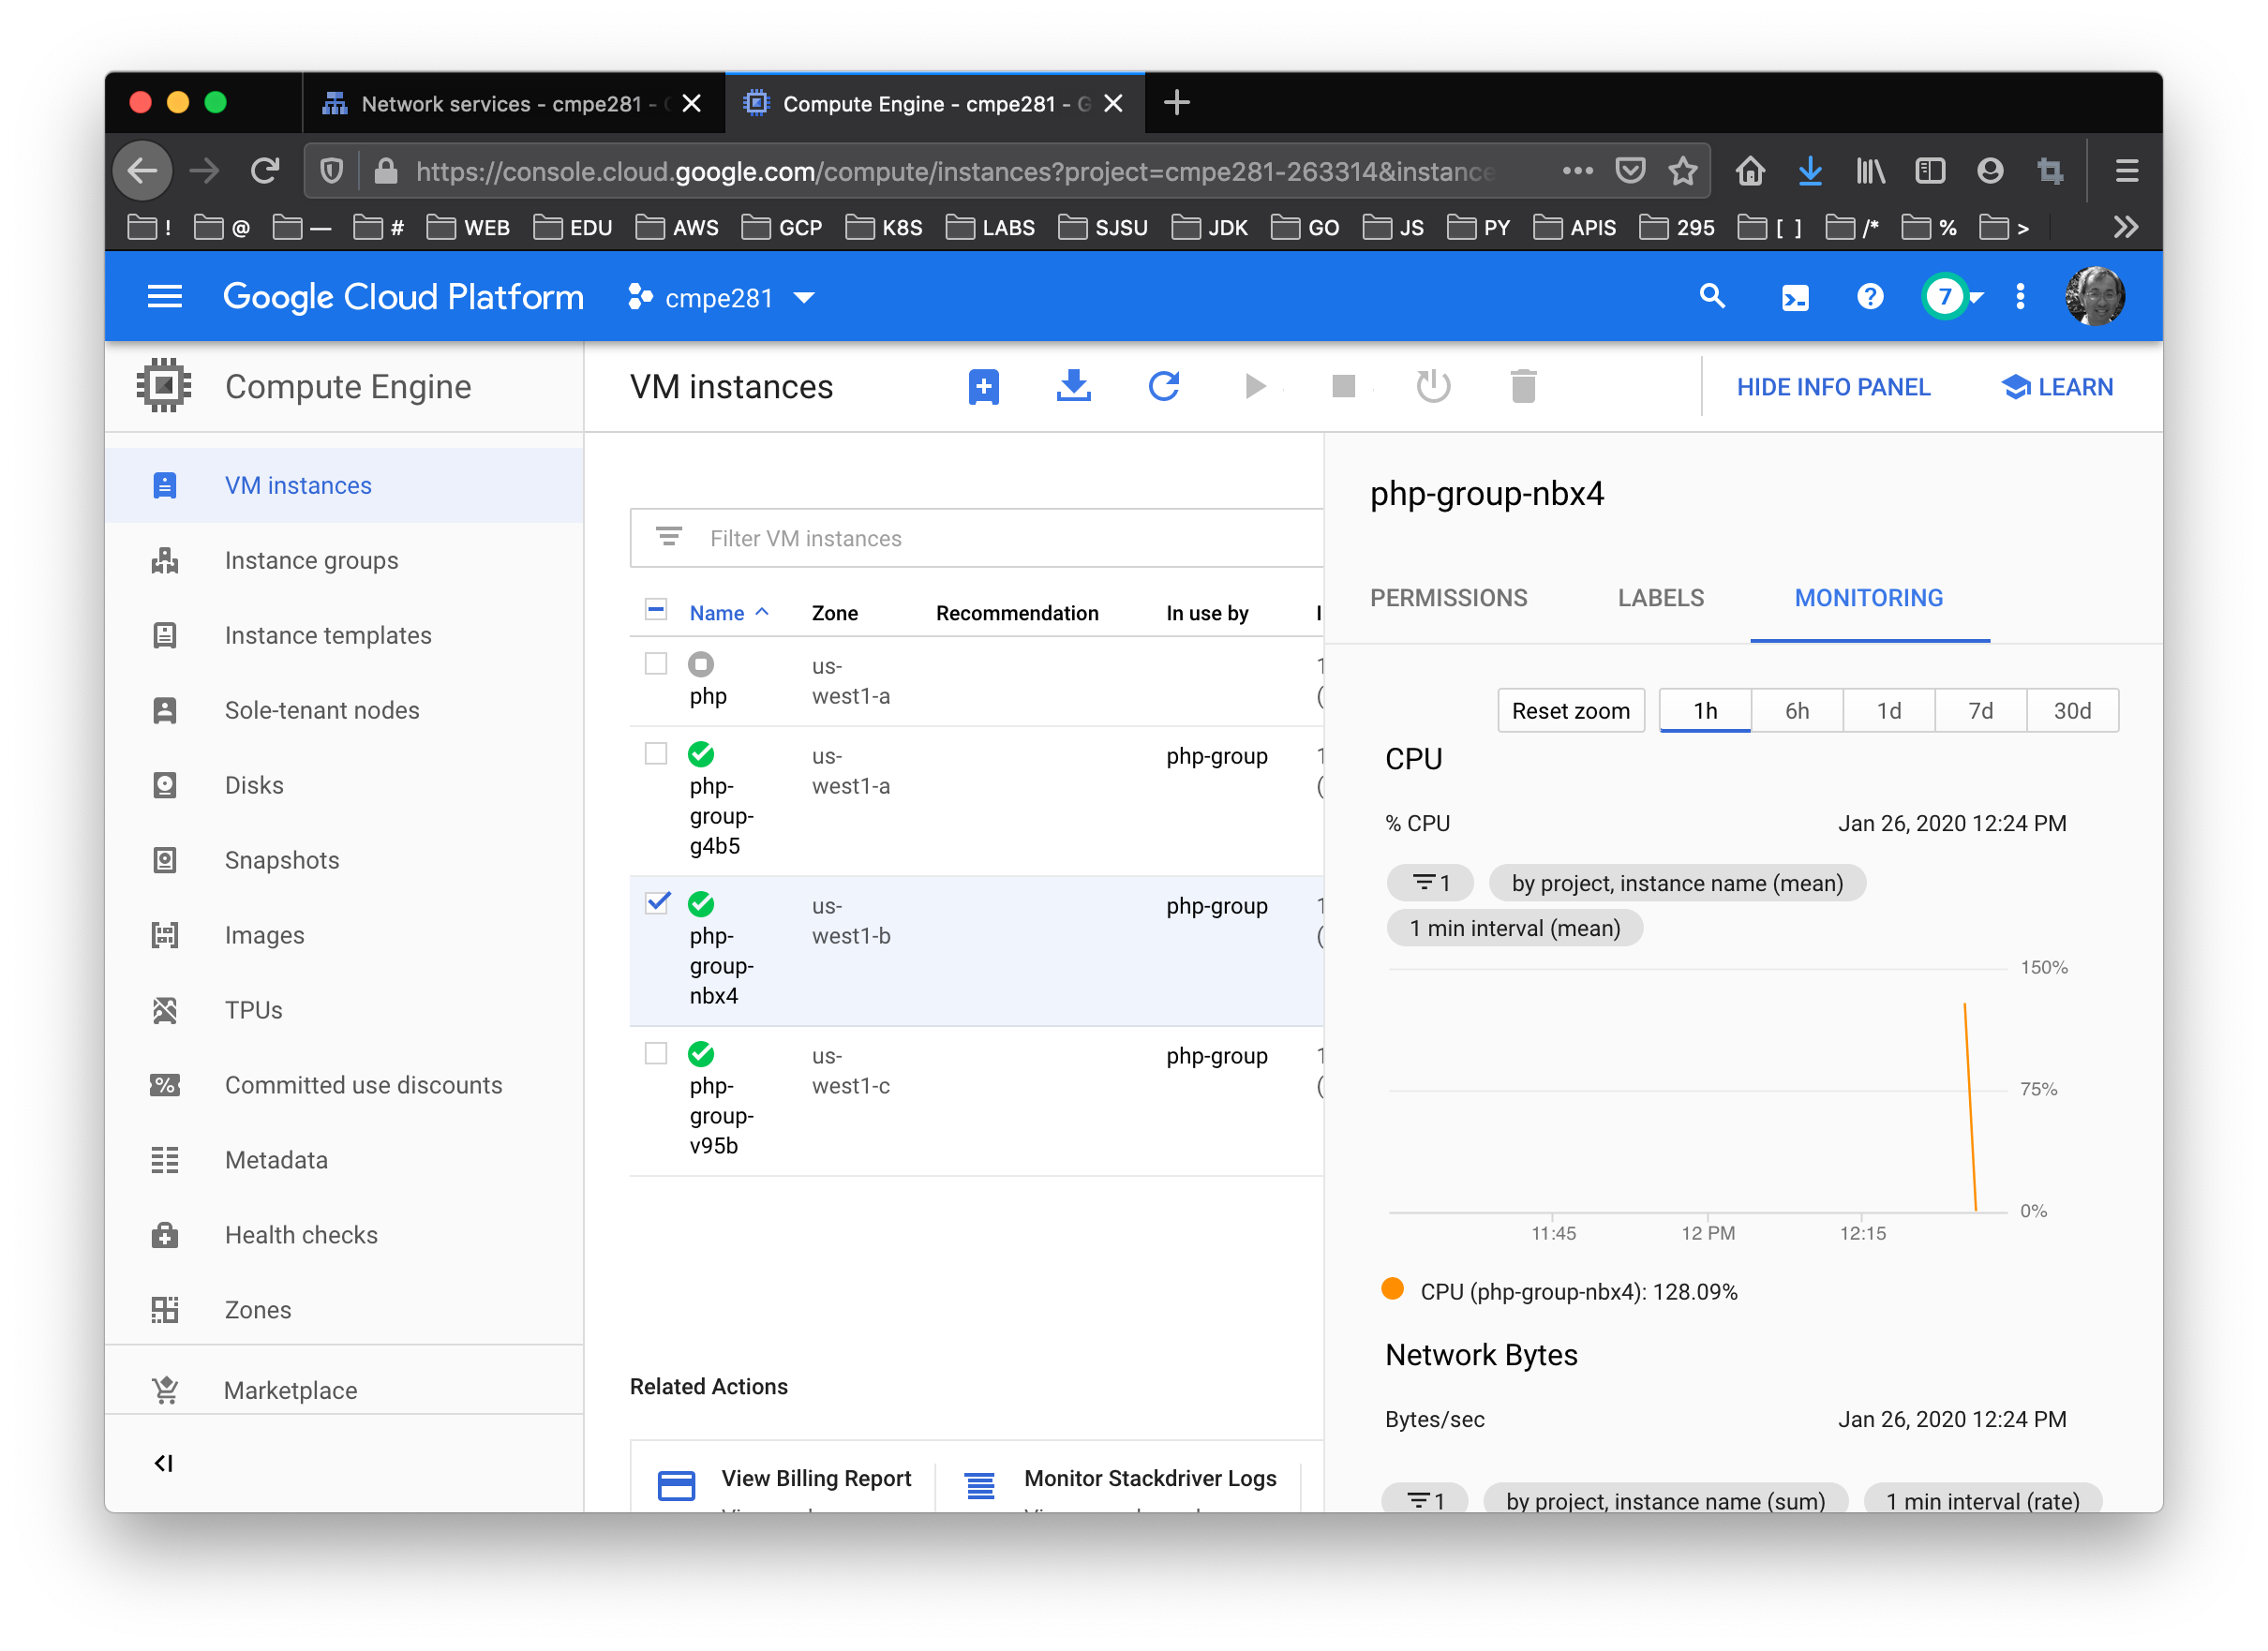 Network services - cmpe281 -
Compute Engine - cmpe281 - G
https://console.cloud.google.com/compute/instances?project=cmpe281-263314&instance
! @ — # WEB EDU AWS GCP K8S LABS SJSU JDK GO JS PY APIS 295 [ ] /* % >
Google Cloud Platform cmpe281 7
Compute Engine
VM instances
HIDE INFO PANEL LEARN
VM instances
Instance groups
Instance templates
Sole-tenant nodes
Disks
Snapshots
Images
TPUs
Committed use discounts
Metadata
Health checks
Zones
Marketplace
Filter VM instances
Name Zone Recommendation In use by
php
us-
west1-a
php-
group-
g4b5
us-
west1-a
php-group
php-
group-
nbx4
us-
west1-b
php-group
php-
group-
v95b
us-
west1-c
php-group
Related Actions
View Billing Report
Monitor Stackdriver Logs
php-group-nbx4
PERMISSIONS LABELS MONITORING
Reset zoom 1h 6h 1d 7d 30d
CPU
% CPU Jan 26, 2020 12:24 PM
1 by project, instance name (mean)
1 min interval (mean)
150%
75%
0%
11:45 12 PM 12:15
CPU (php-group-nbx4): 128.09%
Network Bytes
Bytes/sec Jan 26, 2020 12:24 PM
1 by project, instance name (sum) 1 min interval (rate)